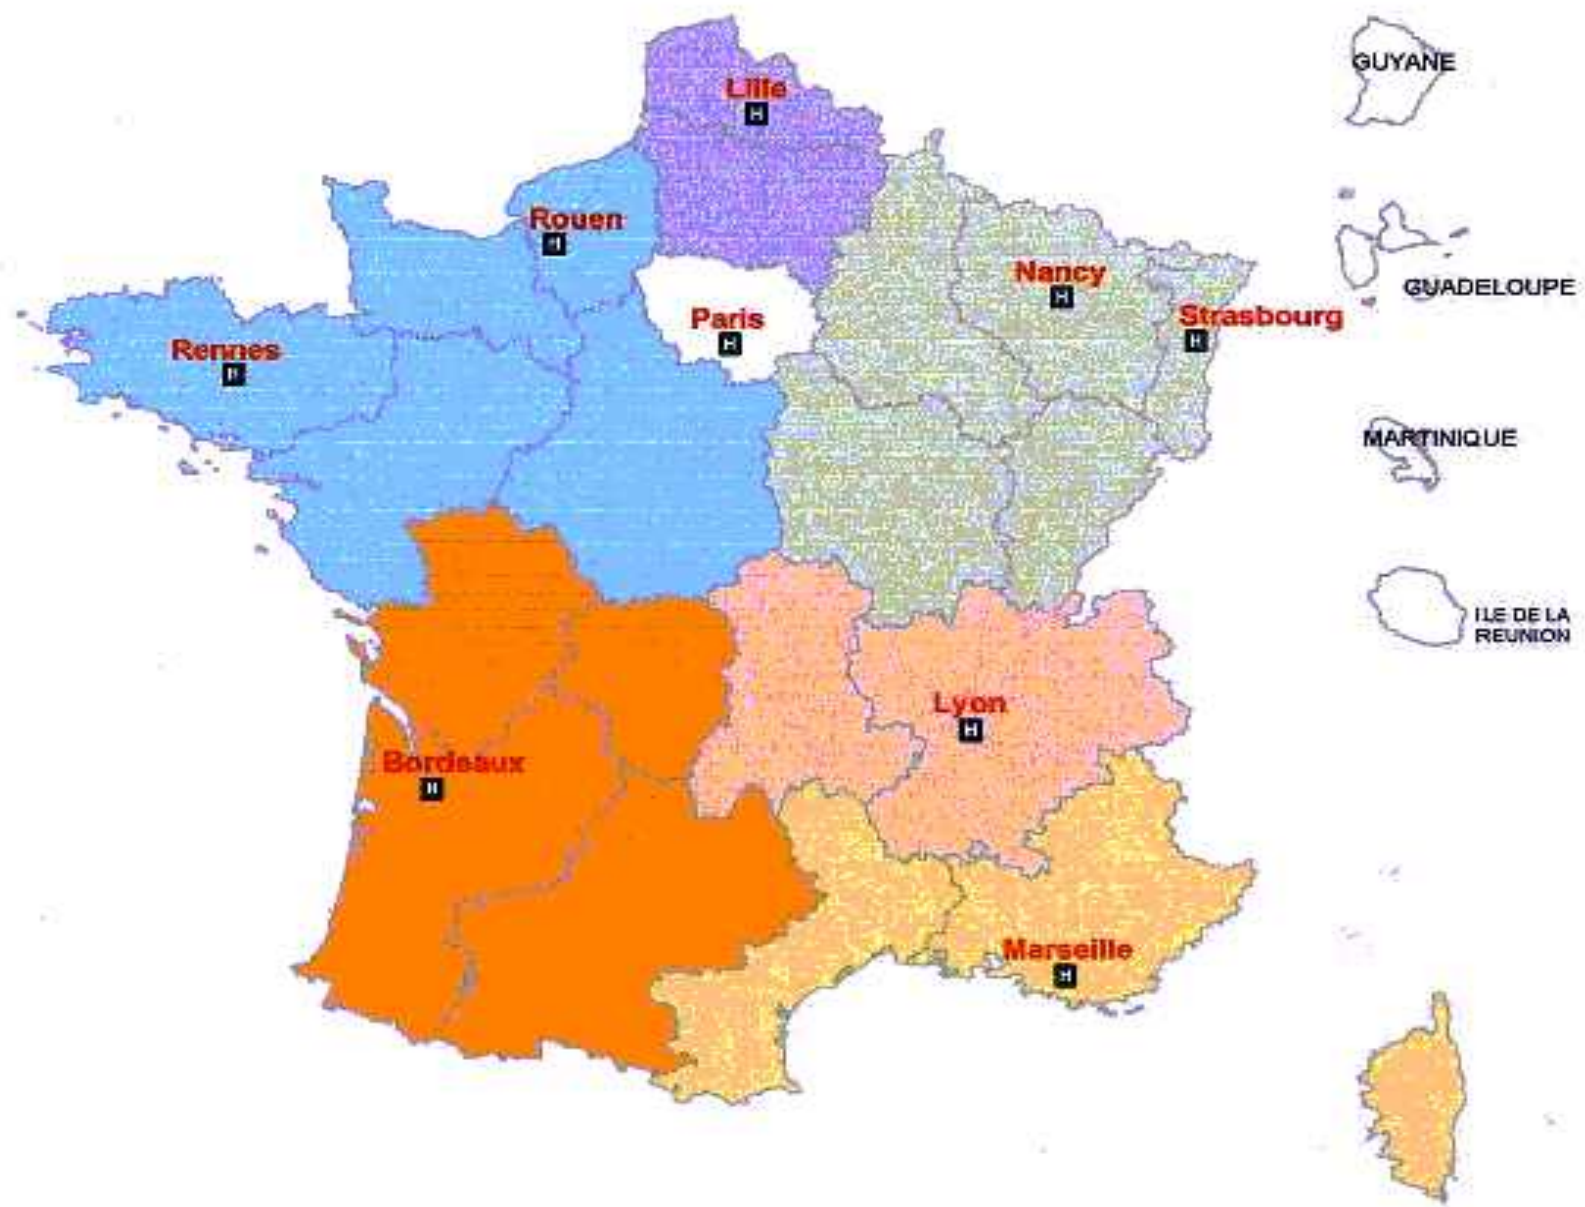 GUYANE
Lille
H
Rouen
H
Nancy
H
GUADELOUPE
Paris
H
Strasbourg
H
Rennes
H
MARTINIQUE
ILE DE LA
REUNION
Lyon
H
Bordeaux
H
Marseille
H